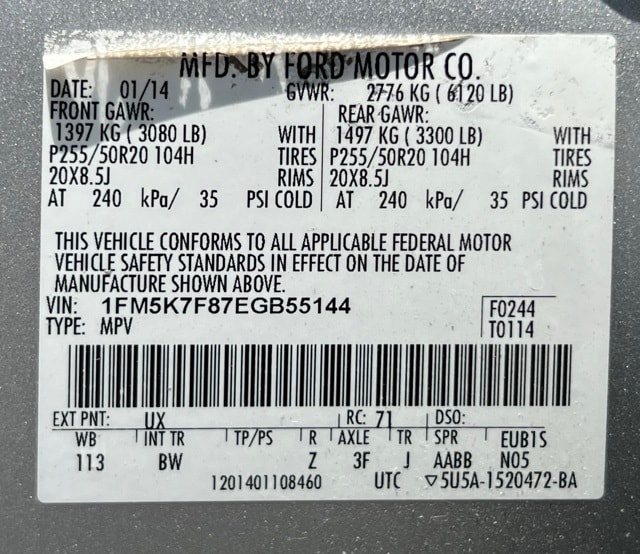 MFD. BY FORD MOTOR CO.
DATE: 01/14 GVWR: 2776 KG ( 6120 LB)
FRONT GAWR: REAR GAWR:
1397 KG ( 3080 LB) WITH 1497 KG ( 3300 LB) WITH
P255/50R20 104H TIRES P255/50R20 104H TIRES
20X8.5J RIMS 20X8.5J RIMS
AT 240 kPa/ 35 PSI COLD AT 240 kPa/ 35 PSI COLD
THIS VEHICLE CONFORMS TO ALL APPLICABLE FEDERAL MOTOR
VEHICLE SAFETY STANDARDS IN EFFECT ON THE DATE OF
MANUFACTURE SHOWN ABOVE.
VIN: 1FM5K7F87EGB55144 F0244
TYPE: MPV T0114
EXT PNT: UX RC: 71 DSO:
WB INT TR TP/PS R AXLE TR SPR EUB1S
113 BW Z 3F J AABB N05
1201401108460 UTC ▽5U5A-1520472-BA